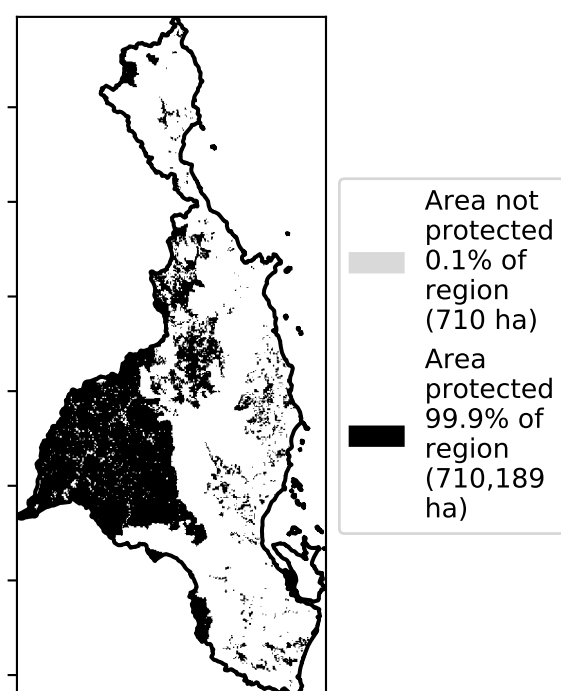 Area not
protected
0.1% of
region
(710 ha)
Area
protected
99.9% of
region
(710,189
ha)